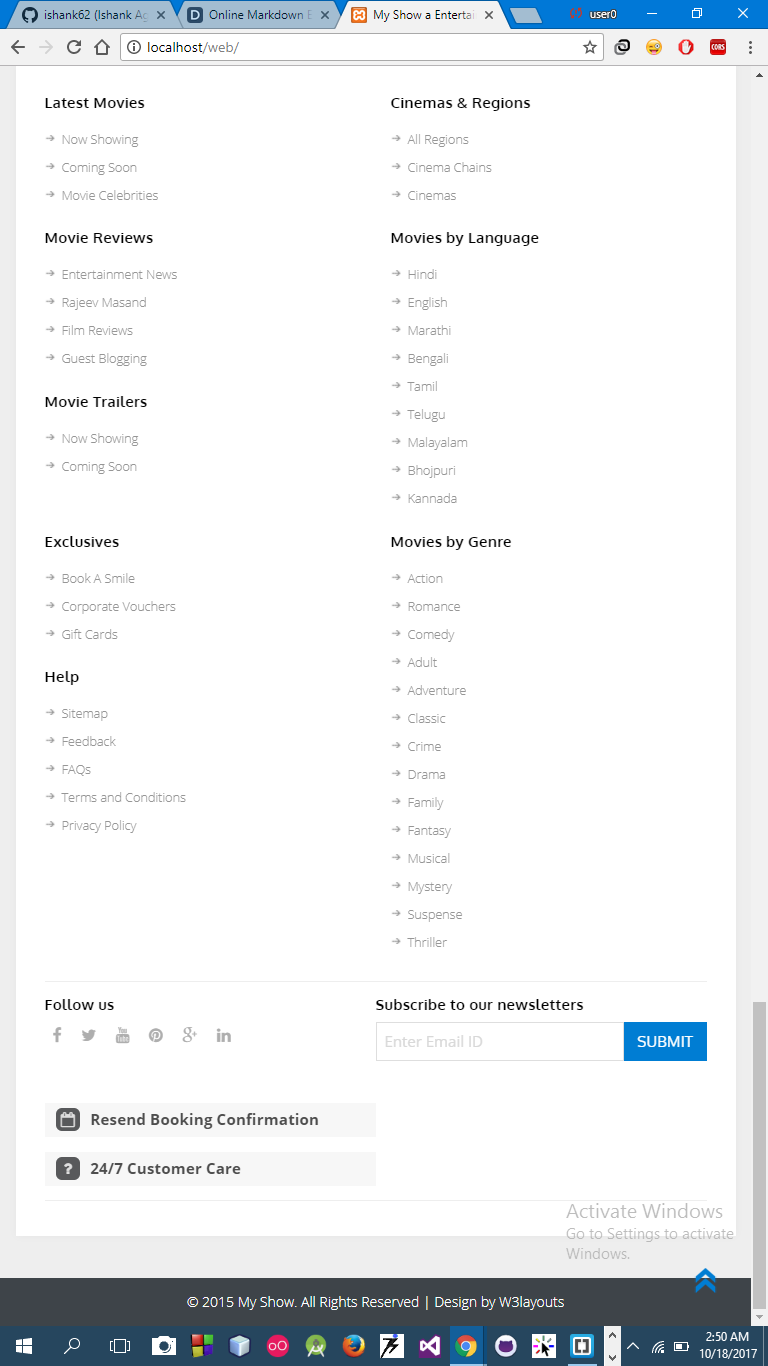 ishank62 (Ishank Ag
Online Markdown E
My Show a Entertai
user0
localhost/web/
CORS
Latest Movies
Now Showing
Coming Soon
Movie Celebrities
Movie Reviews
Entertainment News
Rajeev Masand
Film Reviews
Guest Blogging
Movie Trailers
Now Showing
Coming Soon
Cinemas & Regions
All Regions
Cinema Chains
Cinemas
Movies by Language
Hindi
English
Marathi
Bengali
Tamil
Telugu
Malayalam
Bhojpuri
Kannada
Exclusives
Book A Smile
Corporate Vouchers
Gift Cards
Help
Sitemap
Feedback
FAQs
Terms and Conditions
Privacy Policy
Movies by Genre
Action
Romance
Comedy
Adult
Adventure
Classic
Crime
Drama
Family
Fantasy
Musical
Mystery
Suspense
Thriller
Follow us
Subscribe to our newsletters
Enter Email ID
SUBMIT
Resend Booking Confirmation
24/7 Customer Care
Activate Windows
Go to Settings to activate
Windows.
© 2015 My Show. All Rights Reserved | Design by W3layouts
2:50 AM
10/18/2017